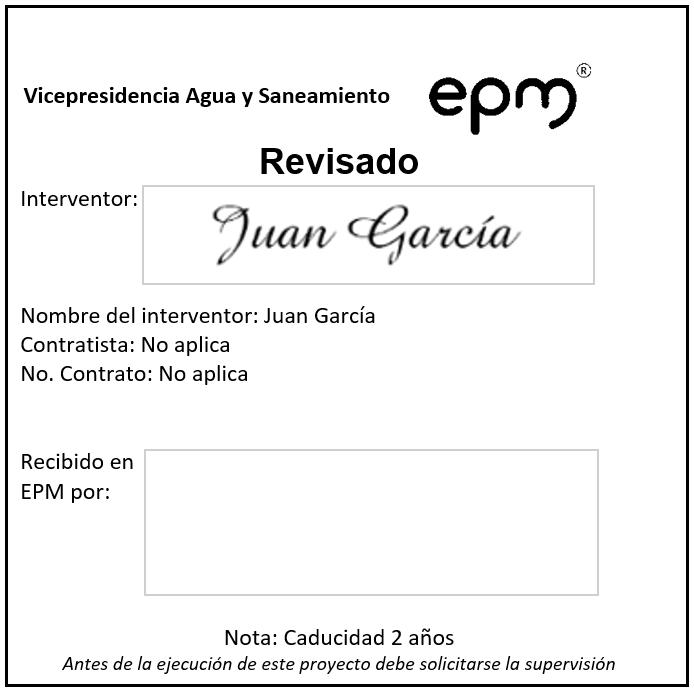 Vicepresidencia Agua y Saneamiento
epm®
Revisado
Interventor:
Juan García
Nombre del interventor: Juan García
Contratista: No aplica
No. Contrato: No aplica
Recibido en
EPM por:
Nota: Caducidad 2 años
Antes de la ejecución de este proyecto debe solicitarse la supervisión